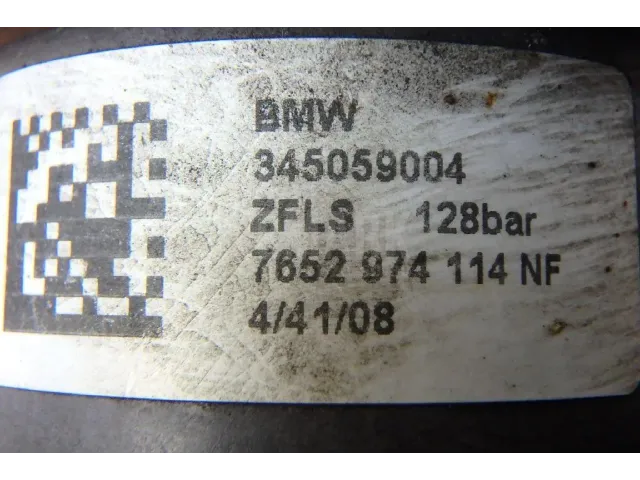 BMW
345059004
ZFLS 128bar
7652 974 114 NF
4/41/08